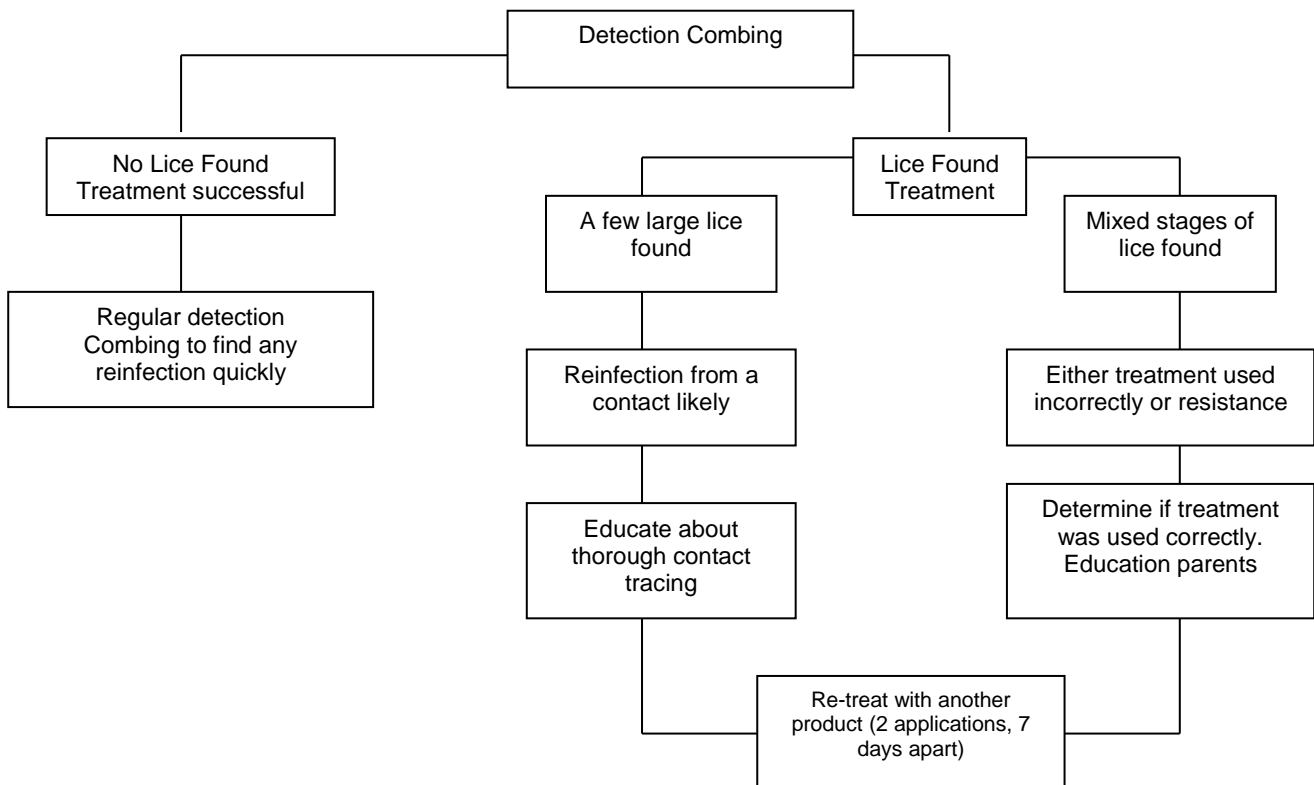 Detection Combing
No Lice Found
Treatment successful
Lice Found
Treatment
A few large lice
found
Mixed stages of
lice found
Regular detection
Combing to find any
reinfection quickly
Reinfection from a
contact likely
Either treatment used
incorrectly or resistance
Educate about
thorough contact
tracing
Determine if treatment
was used correctly.
Education parents
Re-treat with another
product (2 applications, 7
days apart)